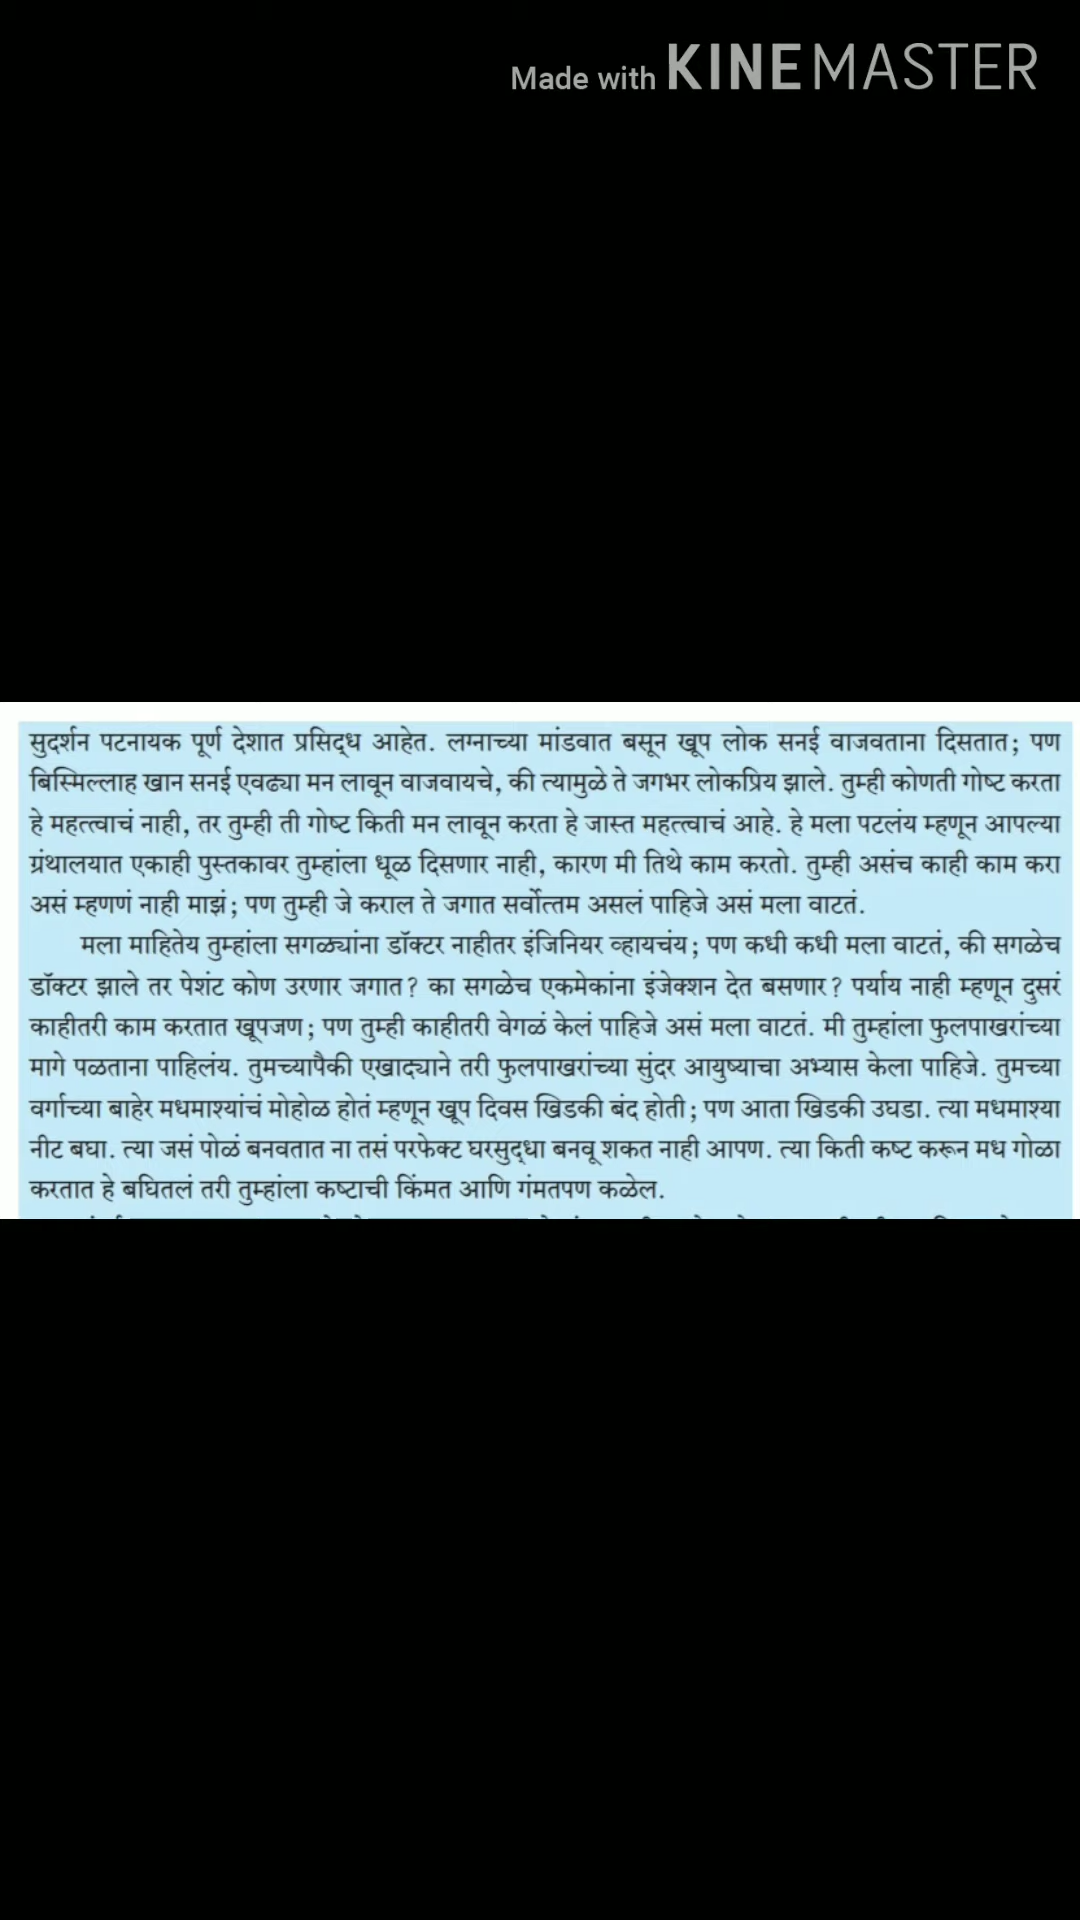 Made with KINEMASTER
सुदर्शन पटनायक पूर्ण देशात प्रसिद्ध आहेत. लग्नाच्या मांडवात बसून खूप लोक सनई वाजवताना दिसतात; पण
बिस्मिल्लाह खान सनई एवढ्या मन लावून वाजवायचे, की त्यामुळे ते जगभर लोकप्रिय झाले. तुम्ही कोणती गोष्ट करता
हे महत्त्वाचं नाही, तर तुम्ही ती गोष्ट किती मन लावून करता हे जास्त महत्त्वाचं आहे. हे मला पटलंय म्हणून आपल्या
ग्रंथालयात एकाही पुस्तकावर तुम्हांला धूळ दिसणार नाही, कारण मी तिथे काम करतो. तुम्ही असंच काही काम करा
असं म्हणणं नाही माझं; पण तुम्ही जे कराल ते जगात सर्वोत्तम असलं पाहिजे असं मला वाटतं.
मला माहितेय तुम्हांला सगळ्यांना डॉक्टर नाहीतर इंजिनियर व्हायचंय; पण कधी कधी मला वाटतं, की सगळेच
डॉक्टर झाले तर पेशंट कोण उरणार जगात? का सगळेच एकमेकांना इंजेक्शन देत बसणार? पर्याय नाही म्हणून दुसरं
काहीतरी काम करतात खूपजण; पण तुम्ही काहीतरी वेगळं केलं पाहिजे असं मला वाटतं. मी तुम्हांला फुलपाखरांच्या
मागे पळताना पाहिलंय. तुमच्यापैकी एखाद्याने तरी फुलपाखरांच्या सुंदर आयुष्याचा अभ्यास केला पाहिजे. तुमच्या
वर्गाच्या बाहेर मधमाश्यांचं मोहोळ होतं म्हणून खूप दिवस खिडकी बंद होती; पण आता खिडकी उघडा. त्या मधमाश्या
नीट बघा. त्या जसं पोळं बनवतात ना तसं परफेक्ट घरसुद्धा बनवू शकत नाही आपण. त्या किती कष्ट करून मध गोळा
करतात हे बघितलं तरी तुम्हांला कष्टाची किंमत आणि गंमतपण कळेल.